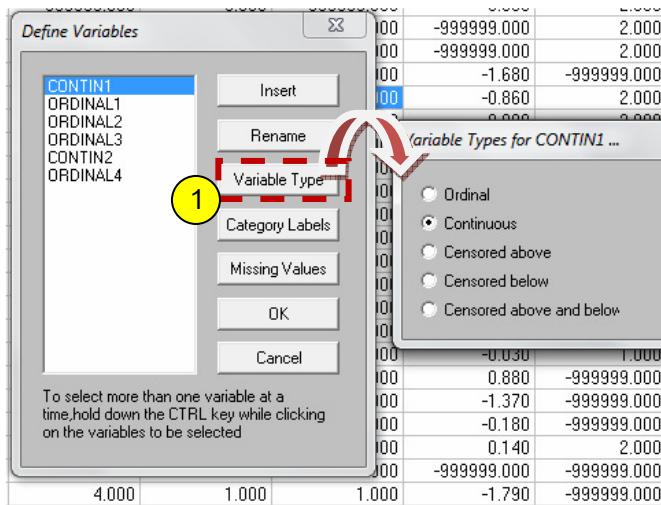 Define Variables
CONTIN1
ORDINAL1
ORDINAL2
ORDINAL3
CONTIN2
ORDINAL4
Insert
Rename
Variable Type
Category Labels
Missing Values
OK
Cancel
1
To select more than one variable at a
time,hold down the CTRL key while clicking
on the variables to be selected
Variable Types for CONTIN1 ...
Ordinal
Continuous
Censored above
Censored below
Censored above and below
-999999.000 2.000
-999999.000 2.000
-1.680 -999999.000
-0.860 2.000
-0.030 1.000
0.880 -999999.000
-1.370 -999999.000
-0.180 -999999.000
0.140 2.000
-999999.000 -999999.000
4.000 1.000 1.000 -1.790 -999999.000